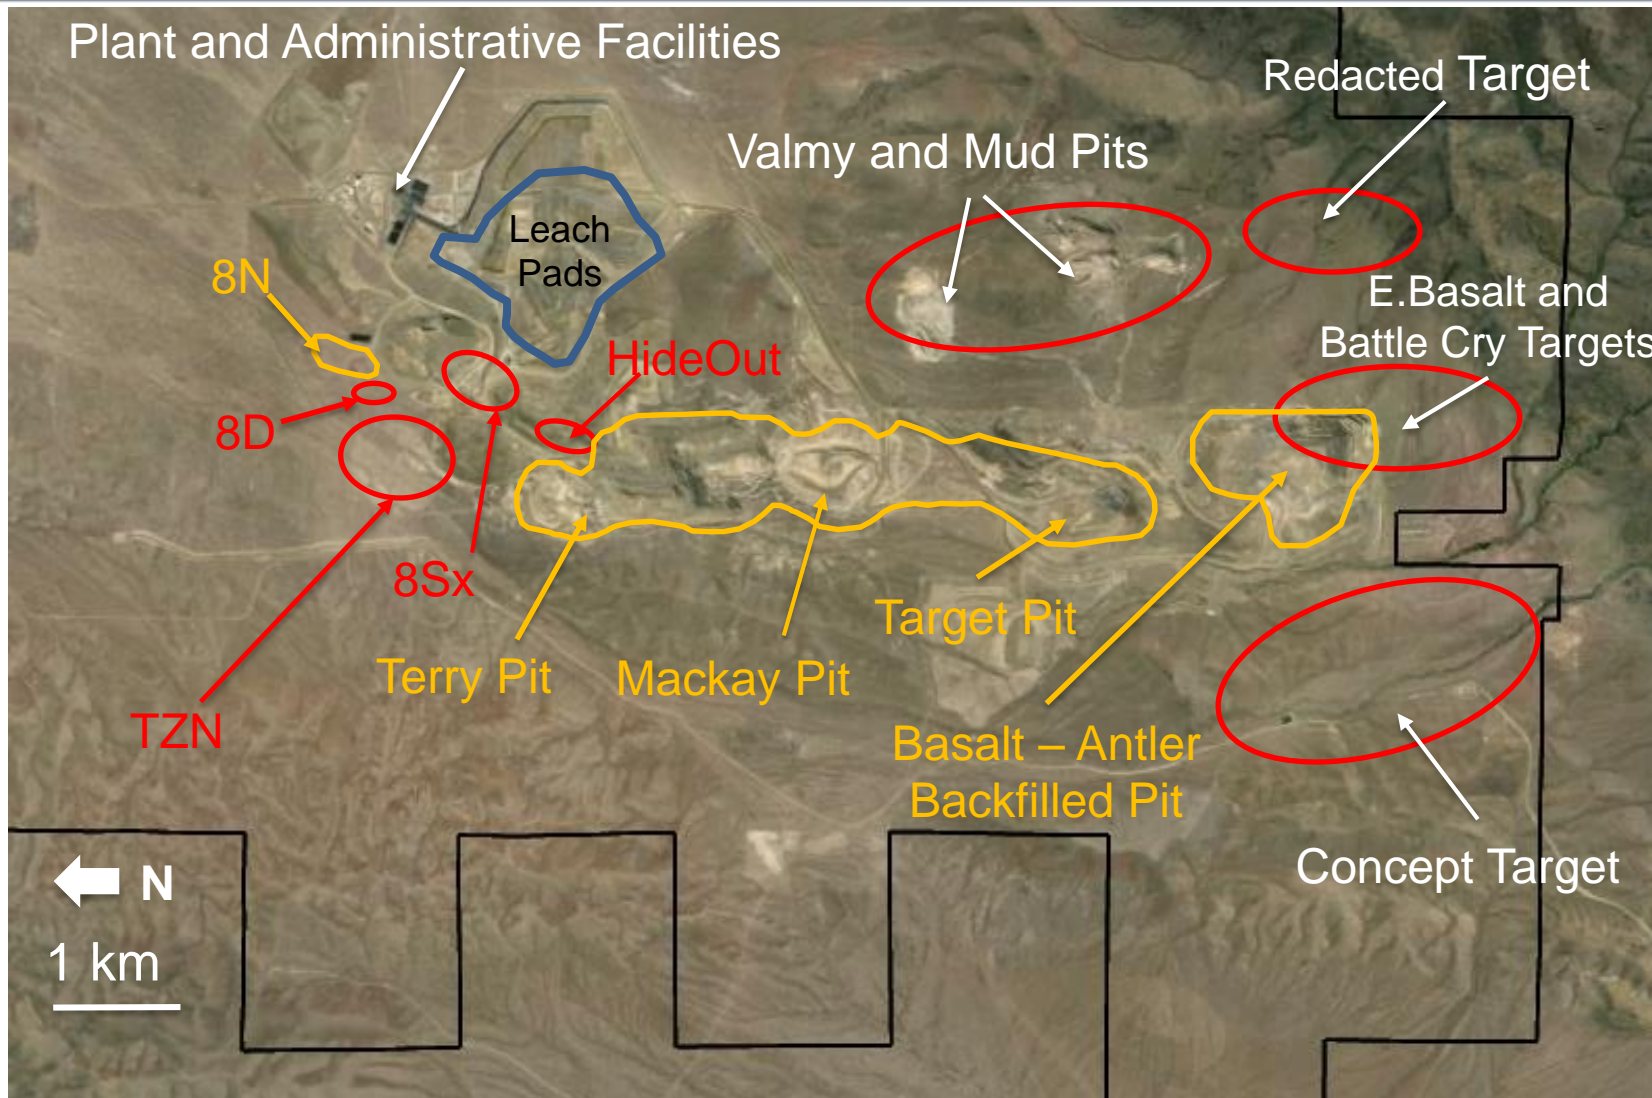 Plant and Administrative Facilities
Redacted Target
Valmy and Mud Pits
Leach
Pads
8N
E.Basalt and
Battle Cry Targets
HideOut
8D
8Sx
Target Pit
Terry Pit
Mackay Pit
TZN
Basalt – Antler
Backfilled Pit
Concept Target
N
1 km